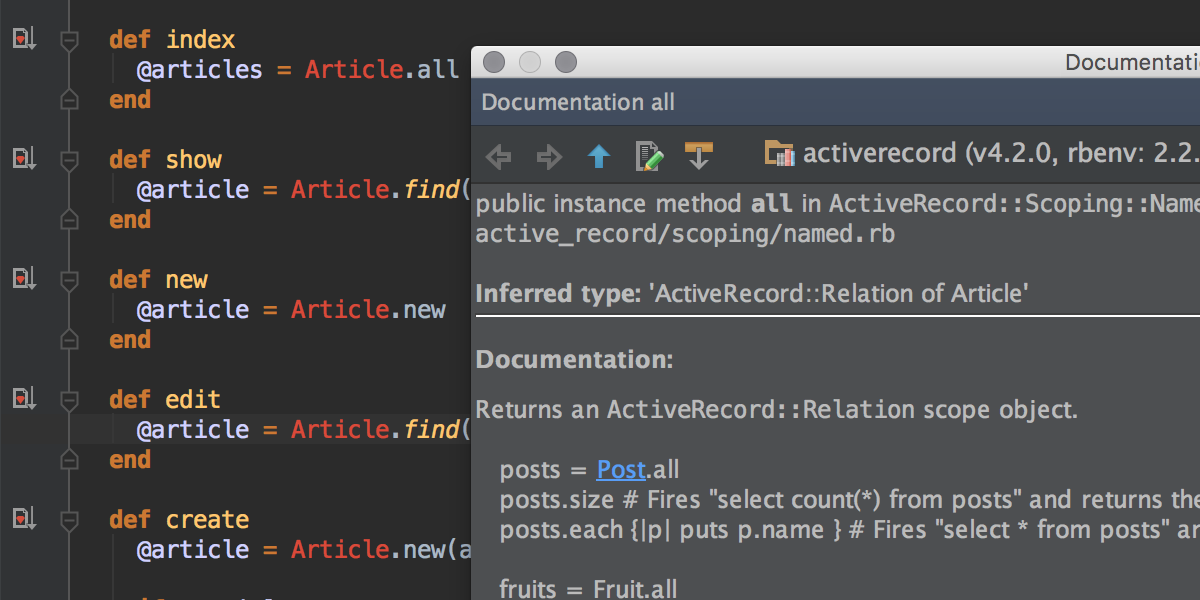 def index
@articles = Article.all
end
def show
@article = Article.find(
end
def new
@article = Article.new
end
def edit
@article = Article.find(
end
def create
@article = Article.new(a
Documentati
Documentation all
activerecord (v4.2.0, rbenv: 2.2.
public instance method all in ActiveRecord::Scoping::Name
active_record/scoping/named.rb
Inferred type: 'ActiveRecord::Relation of Article'
Documentation:
Returns an ActiveRecord::Relation scope object.
posts = Post.all
posts.size # Fires "select count(*) from posts" and returns the
posts.each {|p| puts p.name } # Fires "select * from posts" ar
fruits = Fruit.all